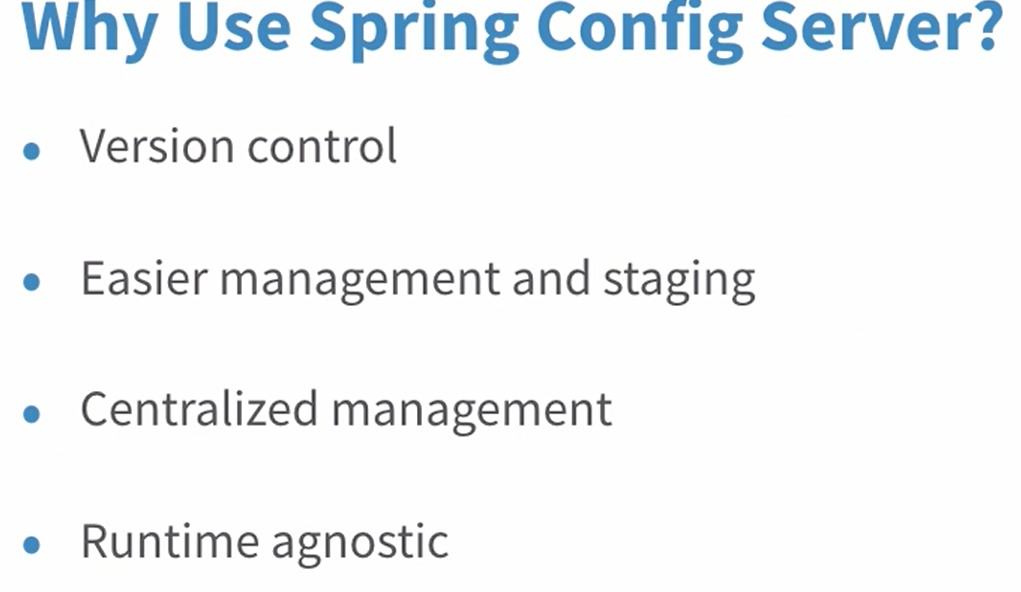 Why Use Spring Config Server?
• Version control
• Easier management and staging
• Centralized management
• Runtime agnostic